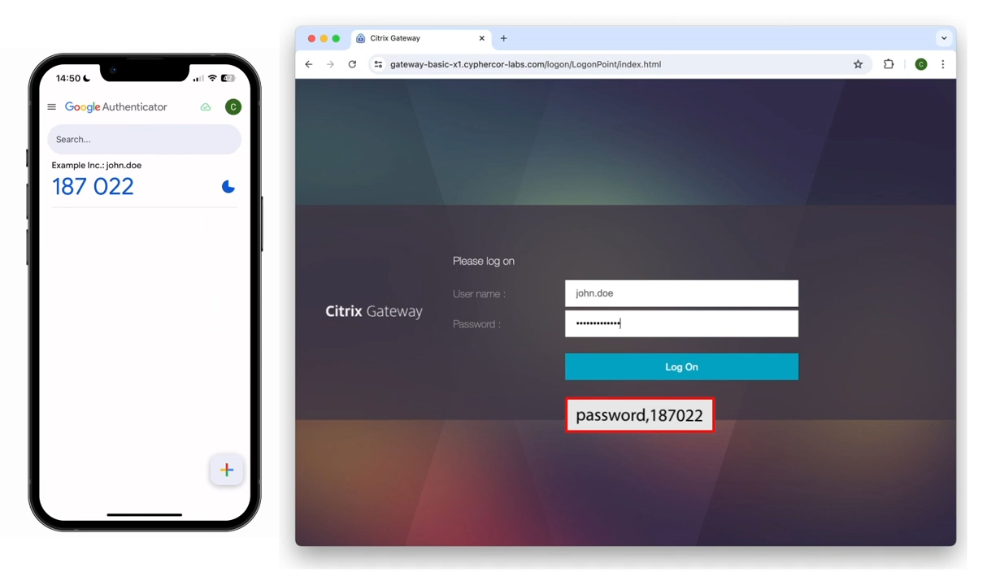 14:50
42
Google Authenticator
C
Search...
Example Inc.: john.doe
187 022
Citrix Gateway
gateway-basic-x1.cyphercor-labs.com/logon/LogonPoint/index.html
C
Please log on
User name :
john.doe
Citrix Gateway
Password :
•••••••••••••
Log On
password,187022